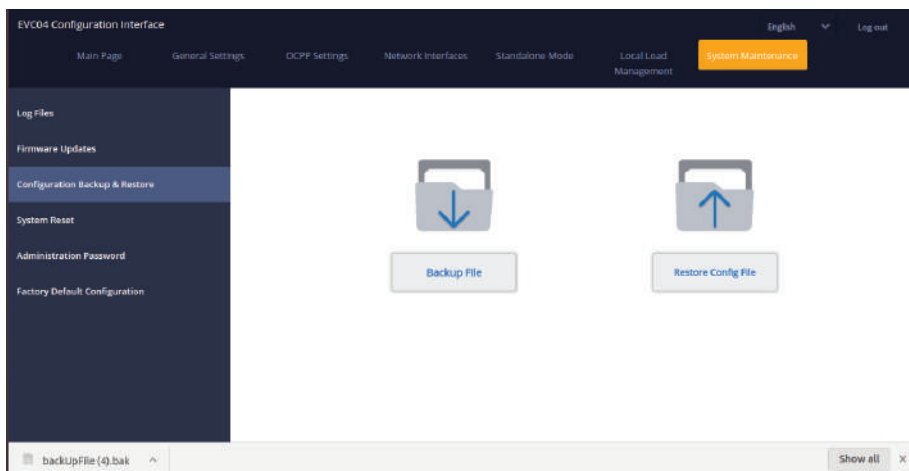 EVC04 Configuration Interface
English
Log out
Main Page
General Settings
OCPP Settings
Network Interfaces
Standalone Mode
Local Load
Management
System Maintenance
Log Files
Firmware Updates
Configuration Backup & Restore
System Reset
Administration Password
Factory Default Configuration
Backup File
Restore Config File
backUpFile (4).bak
Show all